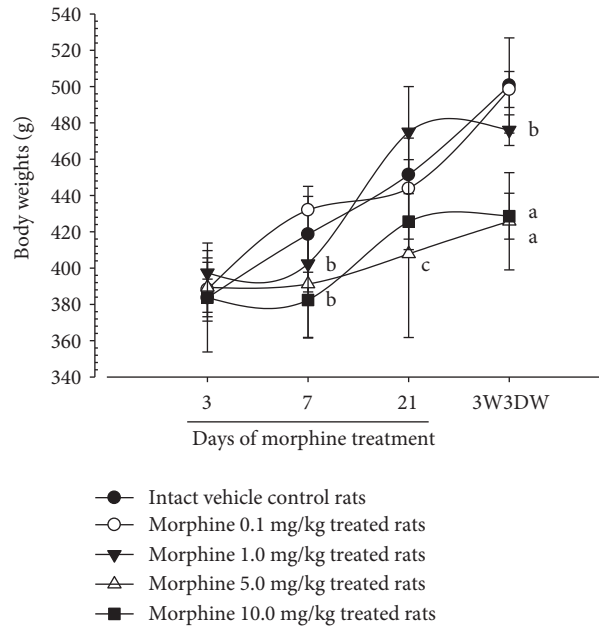 540
520
500
480
460
440
420
400
380
360
340
Body weights (g)
b
a
a
b
b
c
3 7 21 3W3DW
Days of morphine treatment
Intact vehicle control rats
Morphine 0.1 mg/kg treated rats
Morphine 1.0 mg/kg treated rats
Morphine 5.0 mg/kg treated rats
Morphine 10.0 mg/kg treated rats